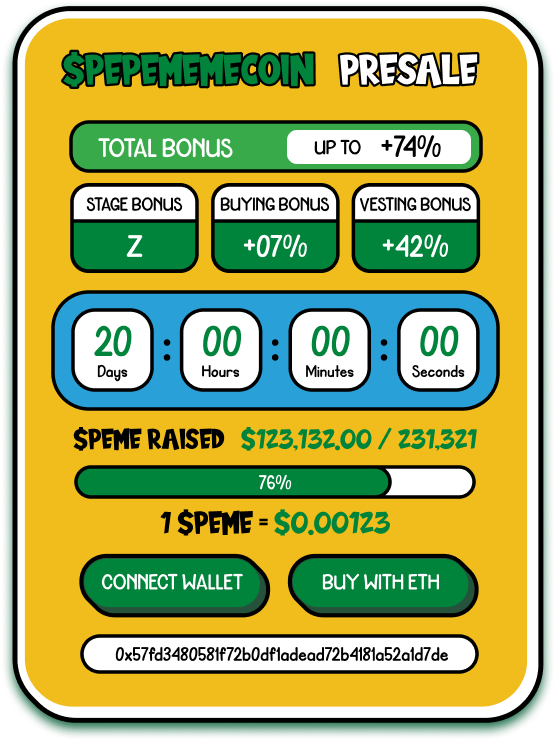 $PEPEMEMECOIN PRESALE
TOTAL BONUS UP TO +74%
STAGE BONUS BUYING BONUS VESTING BONUS
Z +07% +42%
20 : 00 : 00 : 00
Days Hours Minutes Seconds
$PEME RAISED $123,132.00 / 231,321
76%
1 $PEME = $0.00123
CONNECT WALLET BUY WITH ETH
0x57fd3480581f72b0df1adead72b4181a52a1d7de